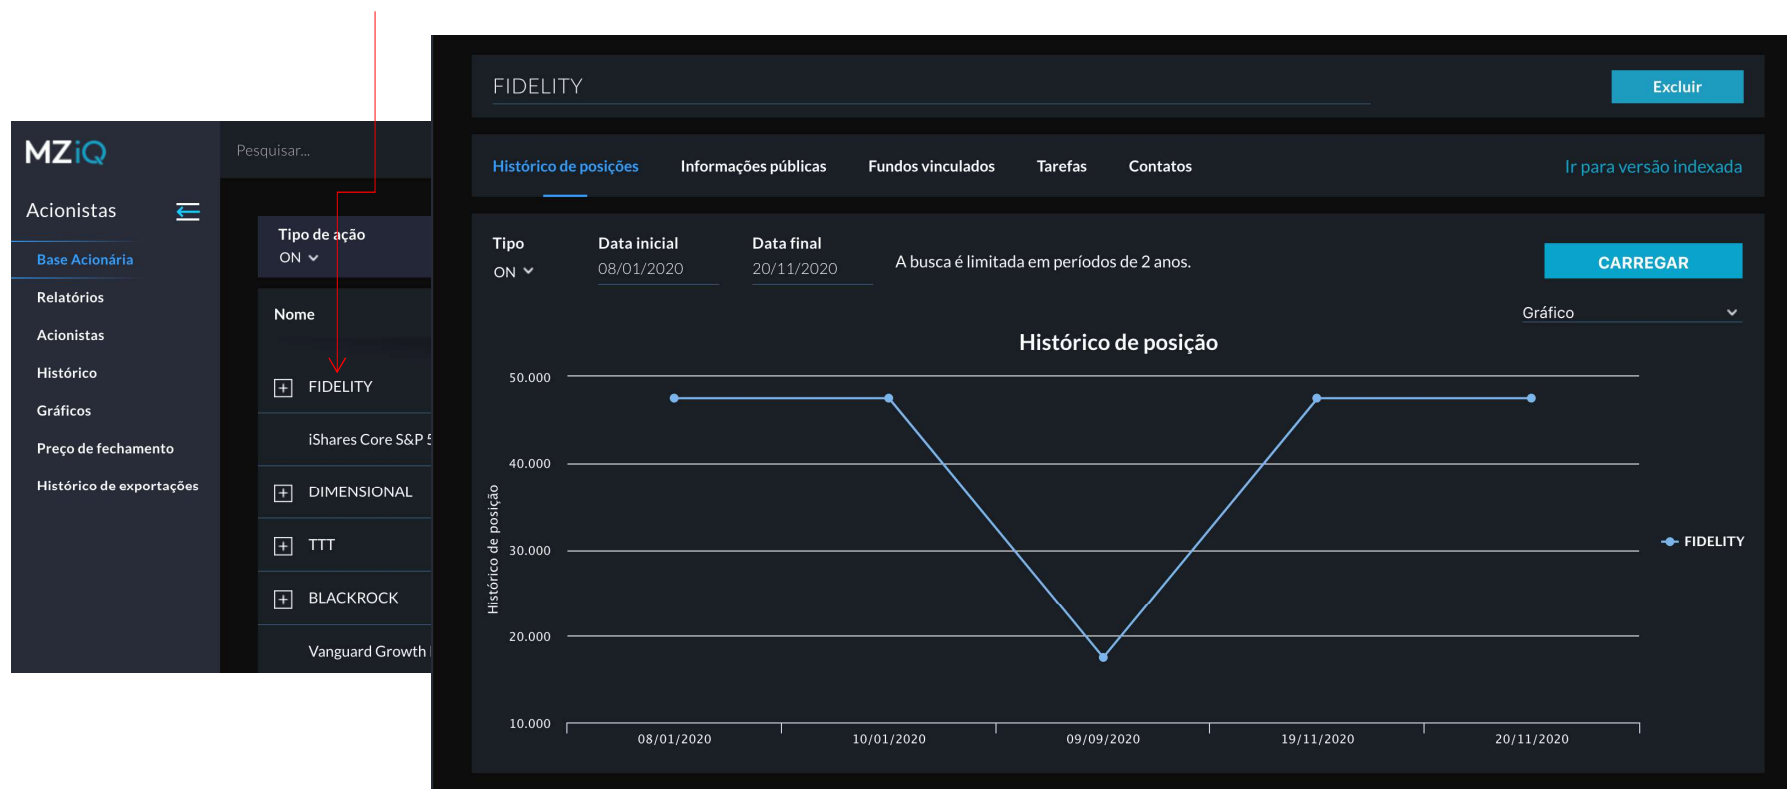 MZiQ
Acionistas
Base Acionária
Relatórios
Acionistas
Histórico
Gráficos
Preço de fechamento
Histórico de exportações
Pesquisar...
Tipo de ação
ON
Nome
FIDELITY
iShares Core S&P
DIMENSIONAL
TTT
BLACKROCK
Vanguard Growth
FIDELITY
Excluir
Histórico de posições Informações públicas Fundos vinculados Tarefas Contatos Ir para versão indexada
Tipo Data inicial Data final
ON 08/01/2020 20/11/2020 A busca é limitada em períodos de 2 anos. CARREGAR
Gráfico
Histórico de posição
50.000
40.000
30.000
20.000
10.000
Histórico de posição
08/01/2020 10/01/2020 09/09/2020 19/11/2020 20/11/2020
FIDELITY